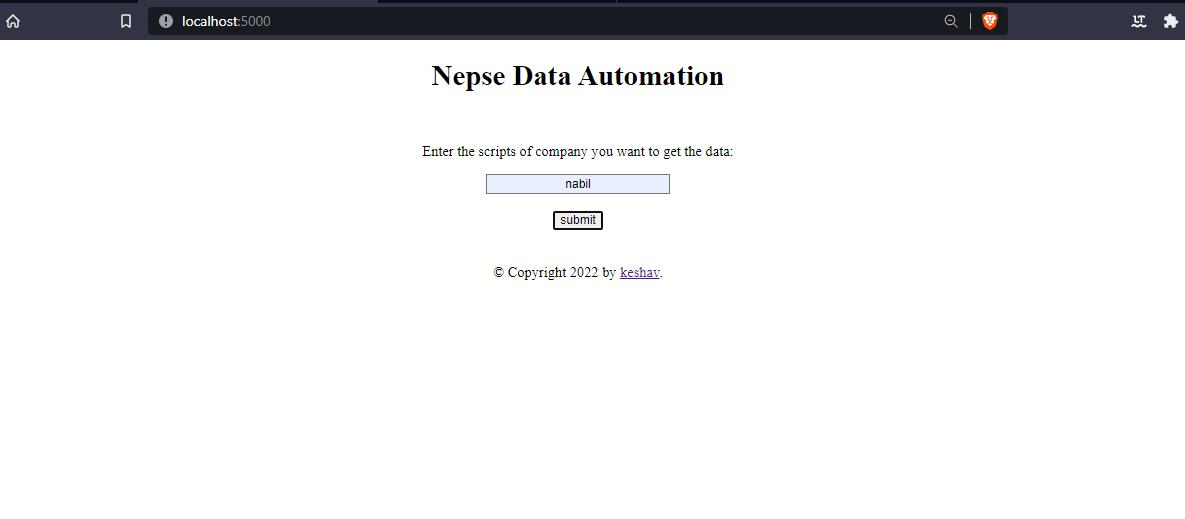 localhost:5000
Nepse Data Automation
Enter the scripts of company you want to get the data:
nabil
submit
© Copyright 2022 by keshav.